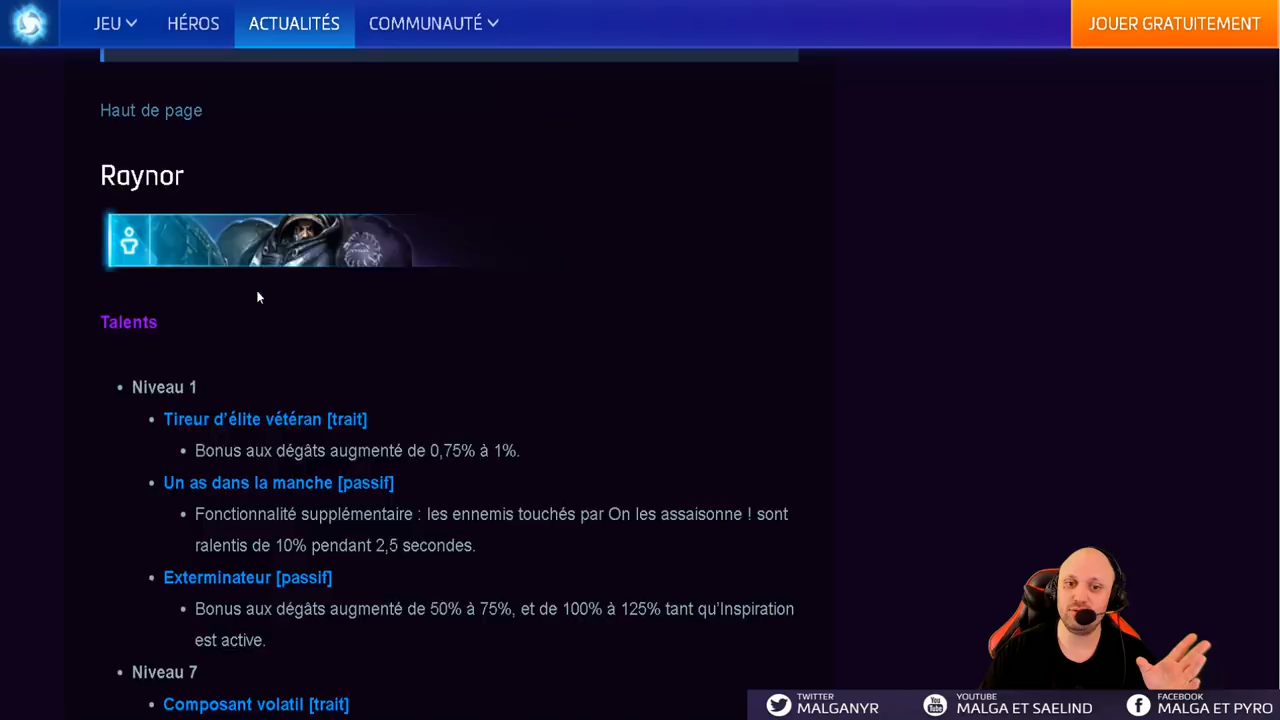 JEU HÉROS ACTUALITÉS COMMUNAUTÉ JOUER GRATUITEMENT
Haut de page
Raynor
Talents
• Niveau 1
• Tireur d’élite vétéran [trait]
• Bonus aux dégâts augmenté de 0,75% à 1%.
• Un as dans la manche [passif]
• Fonctionnalité supplémentaire : les ennemis touchés par On les assaisonne ! sont
ralentis de 10% pendant 2,5 secondes.
• Exterminateur [passif]
• Bonus aux dégâts augmenté de 50% à 75%, et de 100% à 125% tant qu’Inspiration
est active.
• Niveau 7
• Composant volatil [trait]
TWITTER
MALGANYR
YOUTUBE
MALGA ET SAELIND
FACEBOOK
MALGA ET PYRO